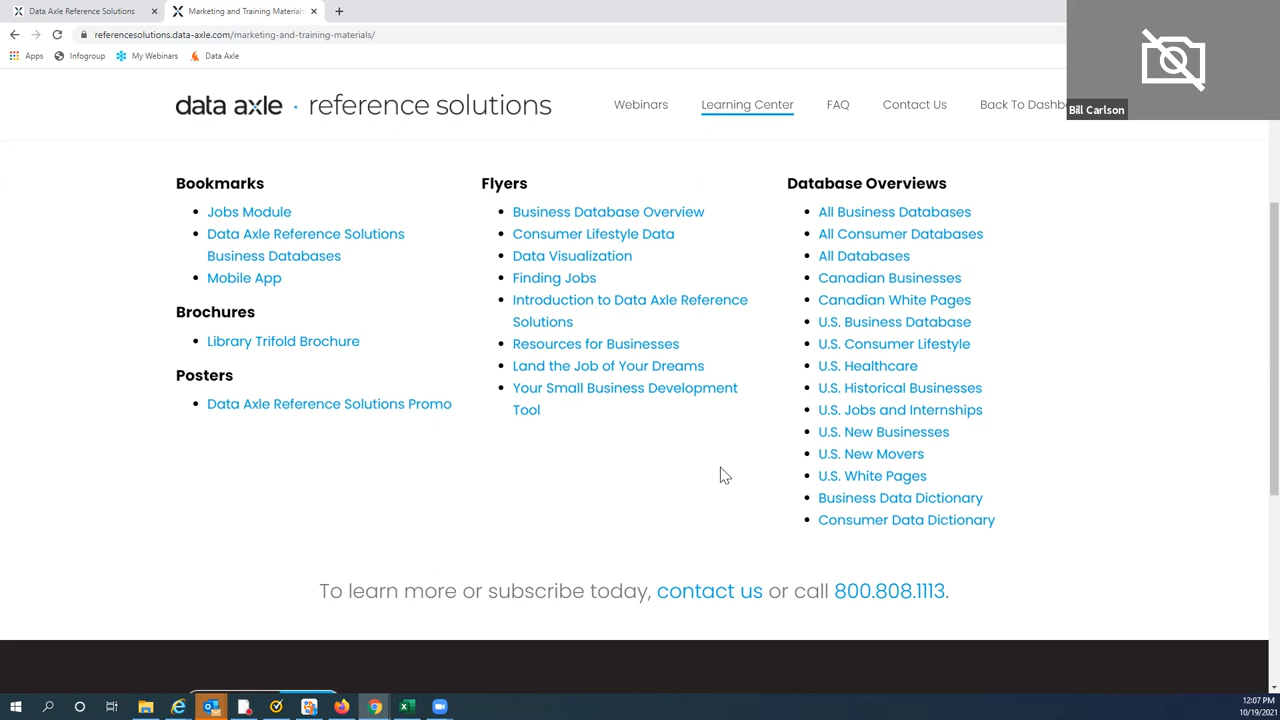 Data Axle Reference Solutions
Marketing and Training Materials
referencesolutions.data-axle.com/marketing-and-training-materials/
Apps
Infogroup
My Webinars
Data Axle
Bill Carlson
data axle · reference solutions
Webinars
Learning Center
FAQ
Contact Us
Back To Dashb
Bookmarks
Jobs Module
Data Axle Reference Solutions
Business Databases
Mobile App
Brochures
Library Trifold Brochure
Posters
Data Axle Reference Solutions Promo
Flyers
Business Database Overview
Consumer Lifestyle Data
Data Visualization
Finding Jobs
Introduction to Data Axle Reference
Solutions
Resources for Businesses
Land the Job of Your Dreams
Your Small Business Development
Tool
Database Overviews
All Business Databases
All Consumer Databases
All Databases
Canadian Businesses
Canadian White Pages
U.S. Business Database
U.S. Consumer Lifestyle
U.S. Healthcare
U.S. Historical Businesses
U.S. Jobs and Internships
U.S. New Businesses
U.S. New Movers
U.S. White Pages
Business Data Dictionary
Consumer Data Dictionary
To learn more or subscribe today, contact us or call 800.808.1113.
12:07 PM
10/19/2021